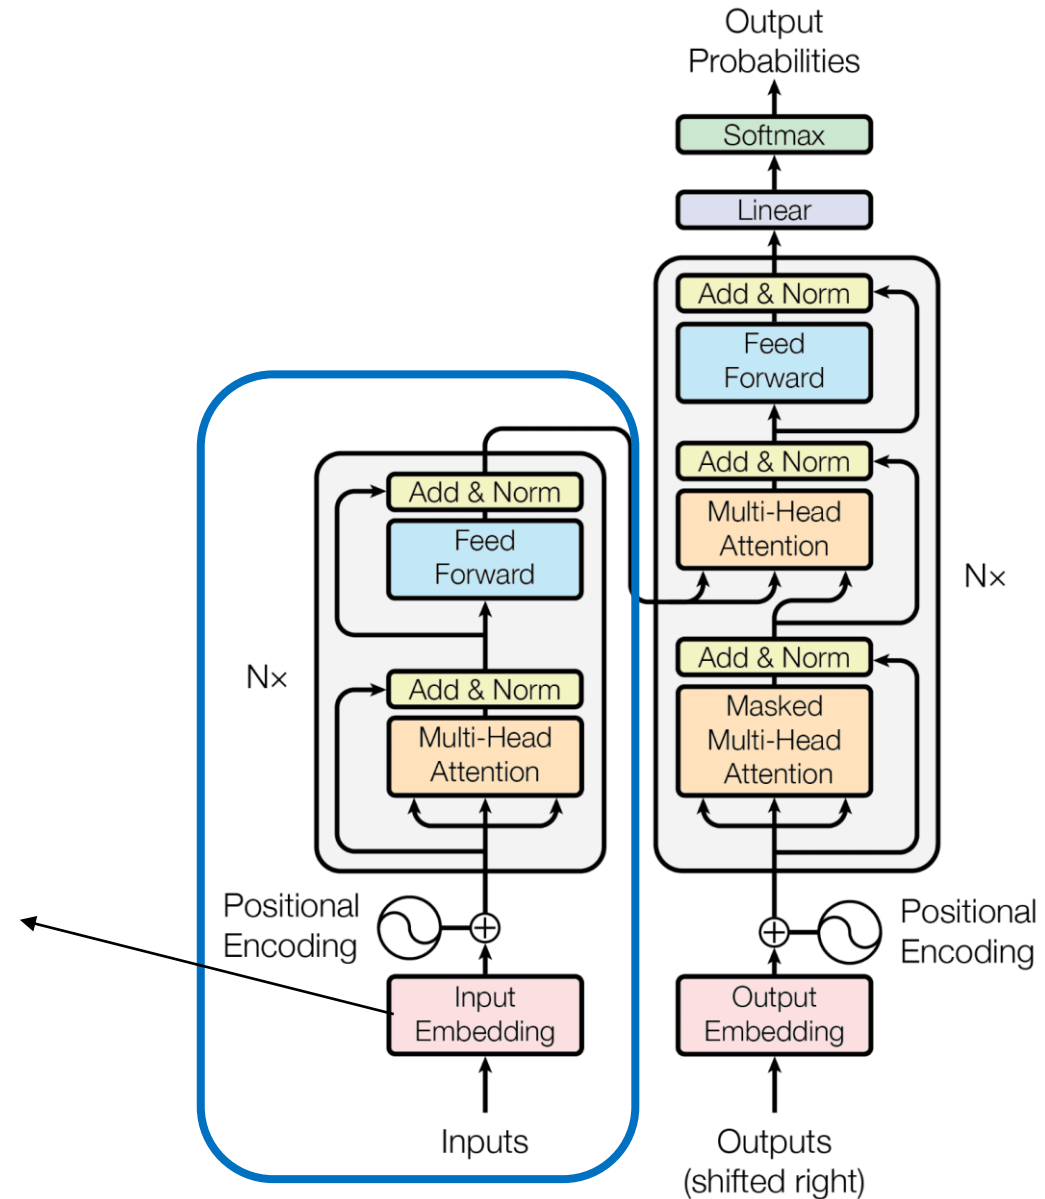 Output
Probabilities
Softmax
Linear
Add & Norm
Feed
Forward
Add & Norm
Multi-Head
Attention
N×
Add & Norm
Masked
Multi-Head
Attention
Positional
Encoding
Output
Embedding
Outputs
(shifted right)
Add & Norm
Feed
Forward
N×
Add & Norm
Multi-Head
Attention
Positional
Encoding
Input
Embedding
Inputs